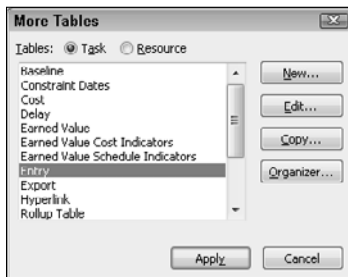 More Tables
Tables: Task Resource
Baseline
Constraint Dates
Cost
Delay
Earned Value
Earned Value Cost Indicators
Earned Value Schedule Indicators
Entry
Export
Hyperlink
Rollup Table
New...
Edit...
Copy...
Organizer...
Apply
Cancel